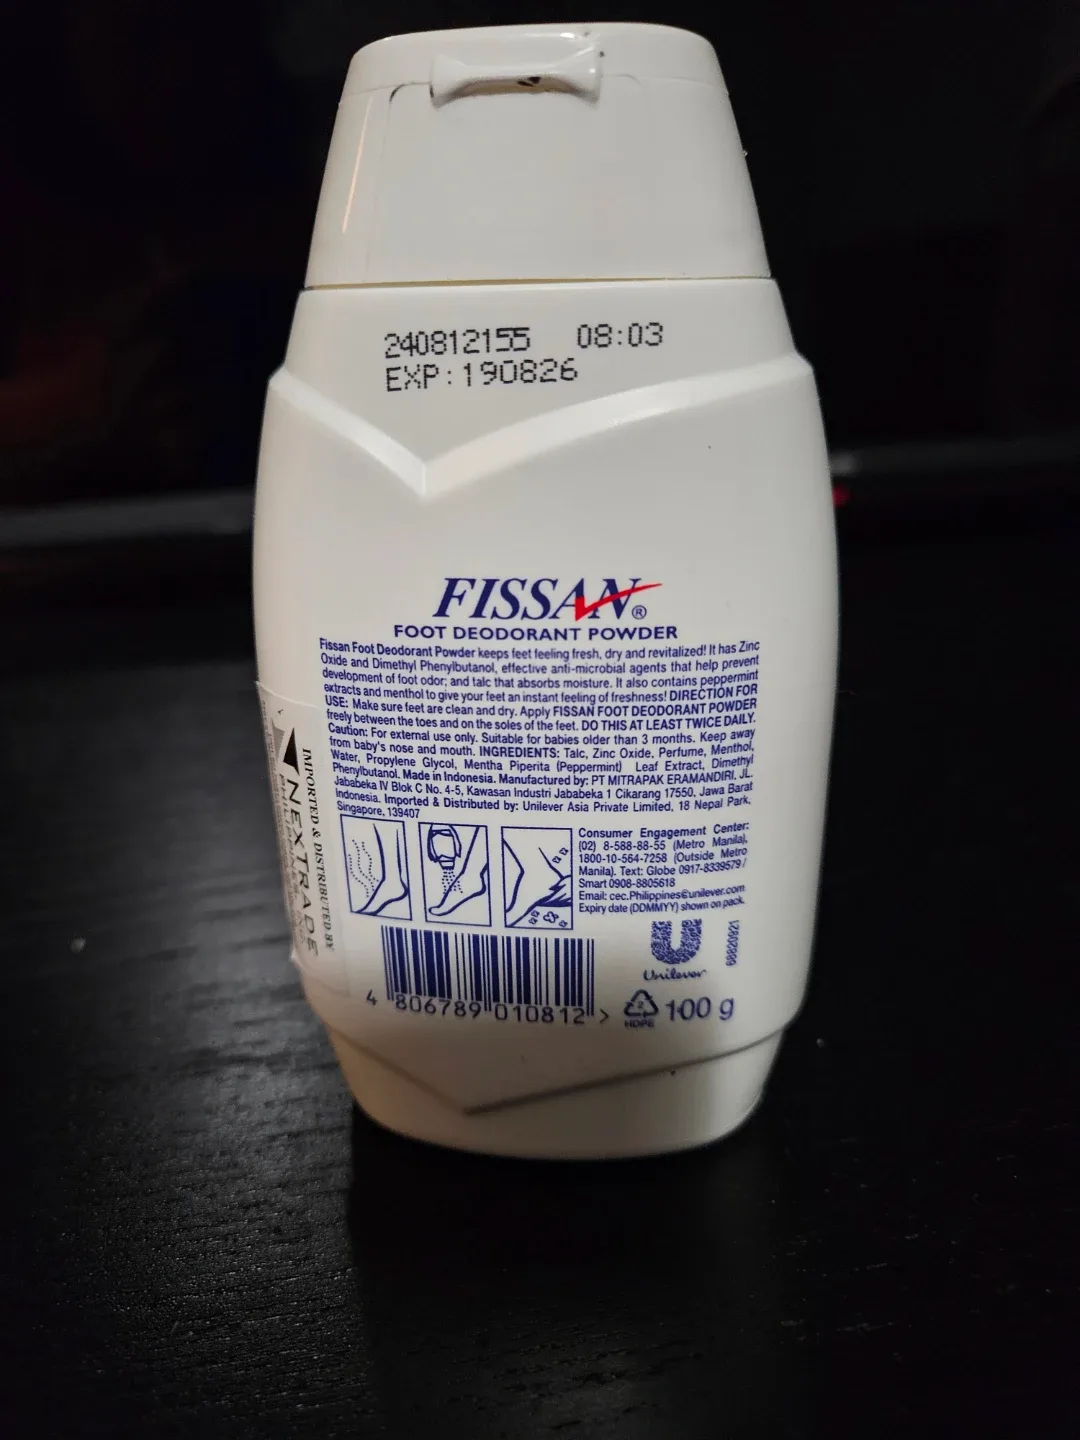 240812155 08:03
EXP:190826
FISSAN®
FOOT DEODORANT POWDER
Fissan Foot Deodorant Powder keeps feet feeling fresh, dry and revitalized! It has Zinc
Oxide and Dimethyl Phenylbutanol, effective anti-microbial agents that help prevent
development of foot odor; and talc that absorbs moisture. It also contains peppermint
extracts and menthol to give your feet an instant feeling of freshness! DIRECTION FOR
USE: Make sure feet are clean and dry. Apply FISSAN FOOT DEODORANT POWDER
freely between the toes and on the soles of the feet. DO THIS AT LEAST TWICE DAILY.
Caution: For external use only. Suitable for babies older than 3 months. Keep away
from baby's nose and mouth. INGREDIENTS: Talc, Zinc Oxide, Perfume, Menthol,
Water, Propylene Glycol, Mentha Piperita (Peppermint) Leaf Extract, Dimethyl
Phenylbutanol. Made in Indonesia. Manufactured by: PT MITRAPAK ERAMANDIRI, JL.
Jababeka IV Blok C No. 4-5, Kawasan Industri Jababeka 1 Cikarang 17550, Jawa Barat
Indonesia. Imported & Distributed by: Unilever Asia Private Limited, 18 Nepal Park,
Singapore, 139407
Consumer Engagement Center:
(02) 8-588-88-55 (Metro Manila),
1800-10-564-7258 (Outside Metro
Manila). Text: Globe 0917-8339579 /
Smart 0908-8805618
Email: cec.Philippines@unilever.com
Expiry date (DDMMYY) shown on pack.
Unilever
68820921
4 806789 010812 >
2
HDPE
100 g
IMPORTED & DISTRIBUTED BY
NEXTRADE